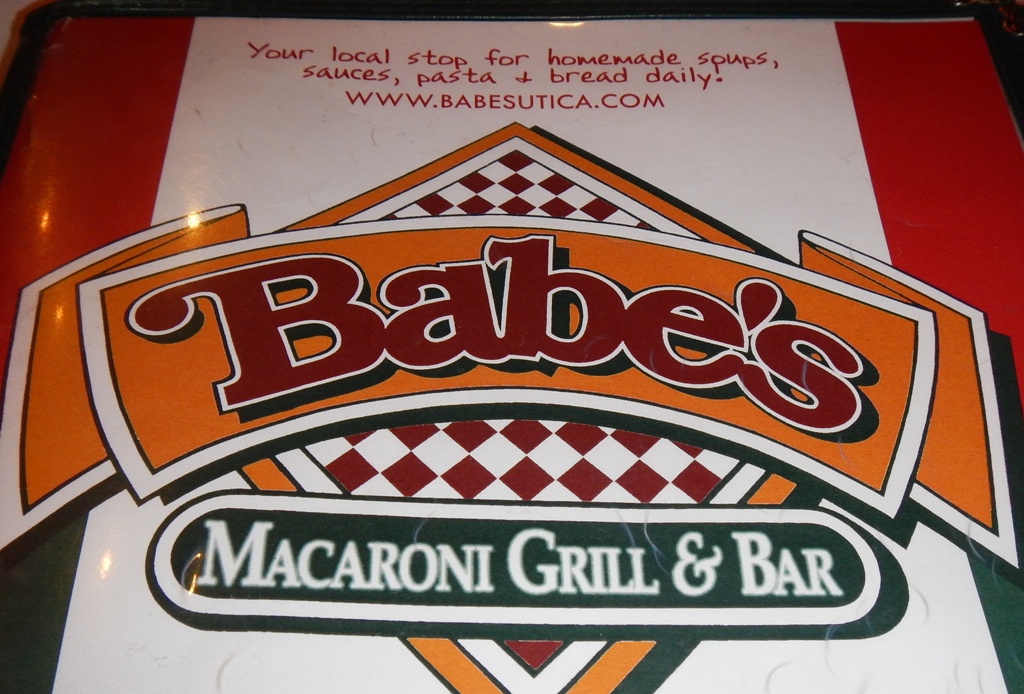 Your local stop for homemade soups,
sauces, pasta & bread daily!
WWW.BABESUTICA.COM
Babe's
MACARONI GRILL & BAR